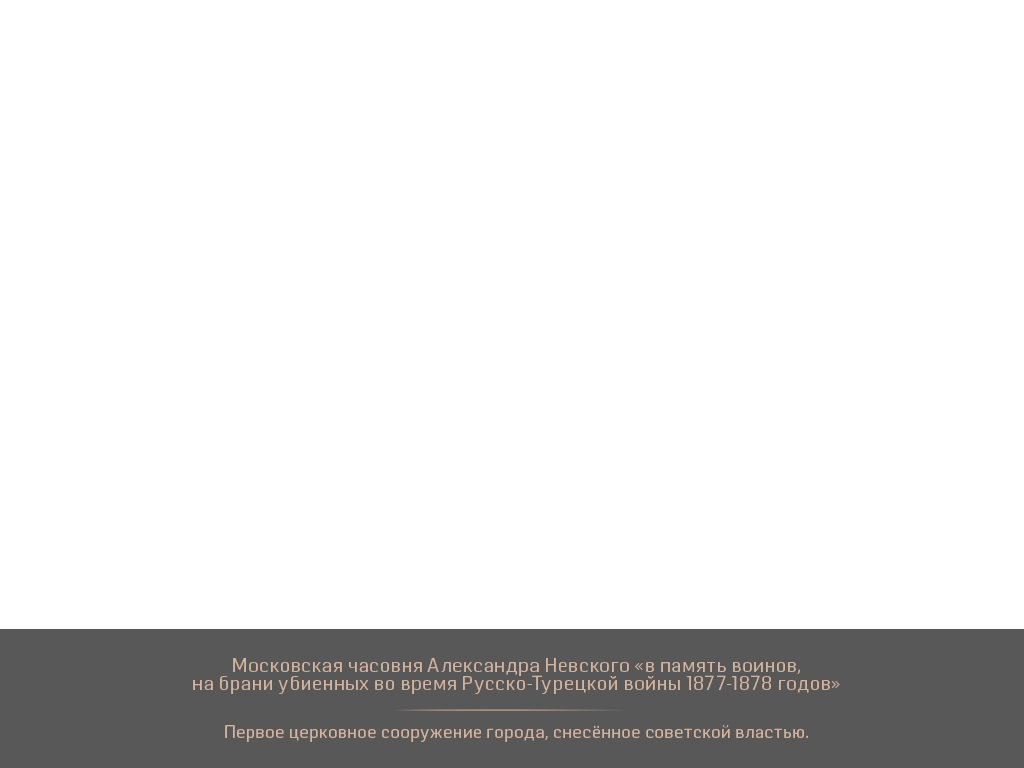 Московская часовня Александра Невского «в память воинов,
на брани убиенных во время Русско-Турецкой войны 1877-1878 годов»
Первое церковное сооружение города, снесённое советской властью.